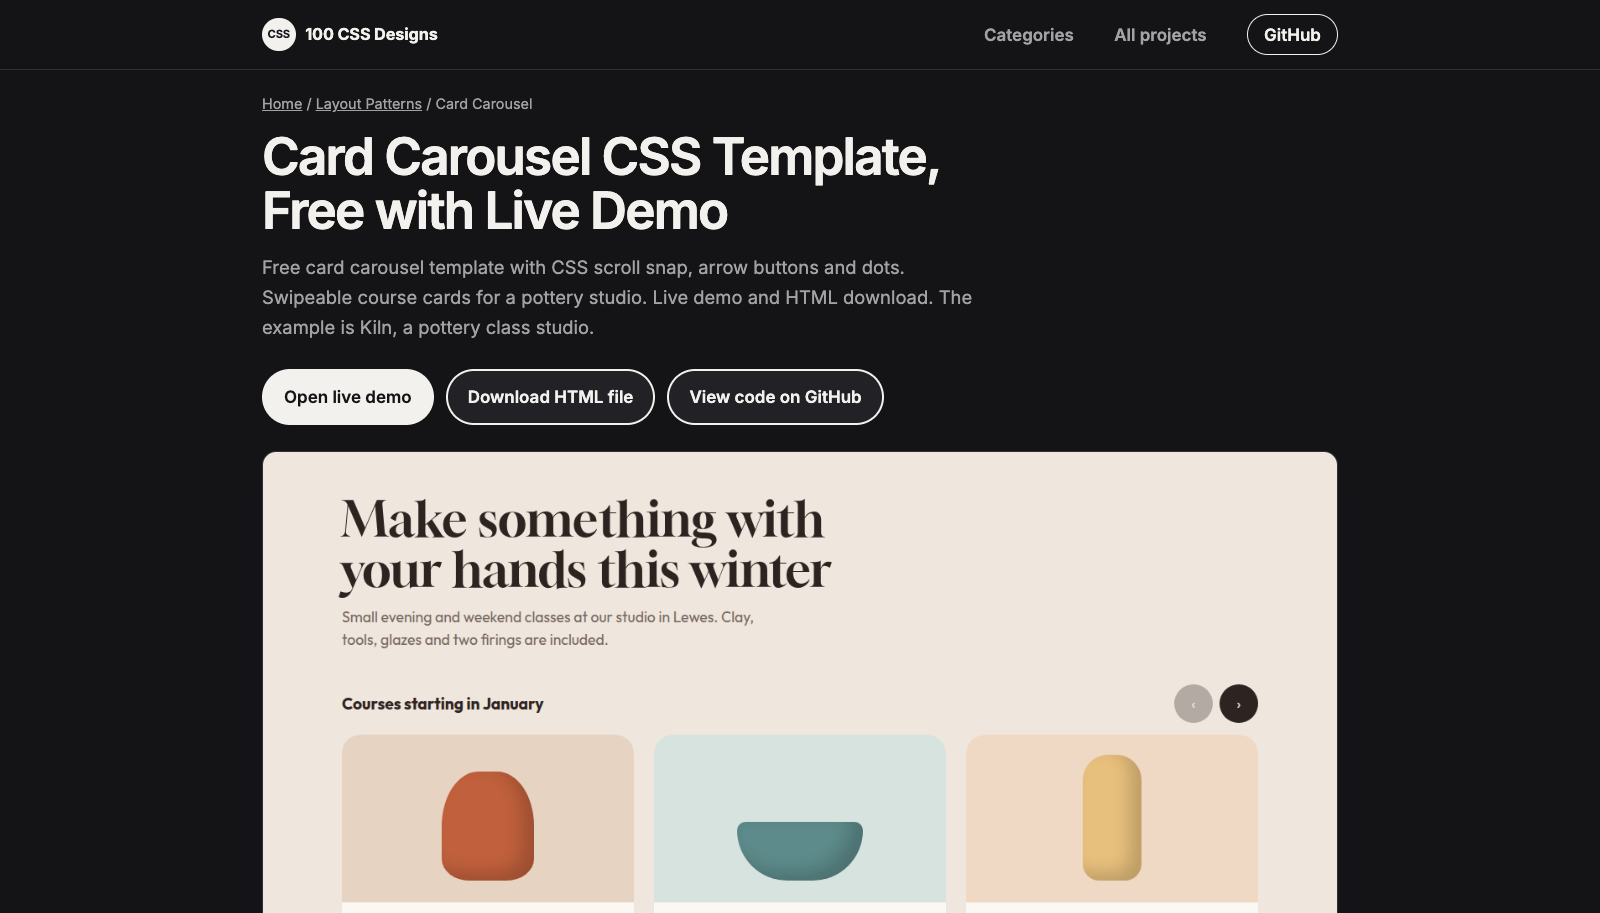 CSS 100 CSS Designs
Categories
All projects
GitHub
Home / Layout Patterns / Card Carousel
Card Carousel CSS Template,
Free with Live Demo
Free card carousel template with CSS scroll snap, arrow buttons and dots.
Swipeable course cards for a pottery studio. Live demo and HTML download. The
example is Kiln, a pottery class studio.
Open live demo
Download HTML file
View code on GitHub
Make something with
your hands this winter
Small evening and weekend classes at our studio in Lewes. Clay,
tools, glazes and two firings are included.
Courses starting in January
‹ ›